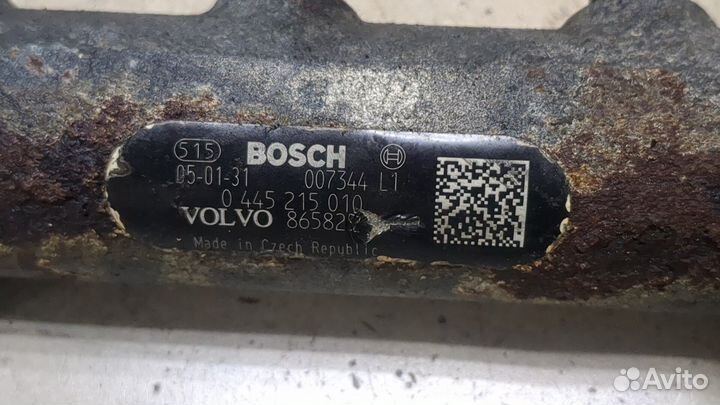 515 BOSCH
05-01-31 007344 L1
0 445 215 010
VOLVO
Made in Czech Republic
Avito